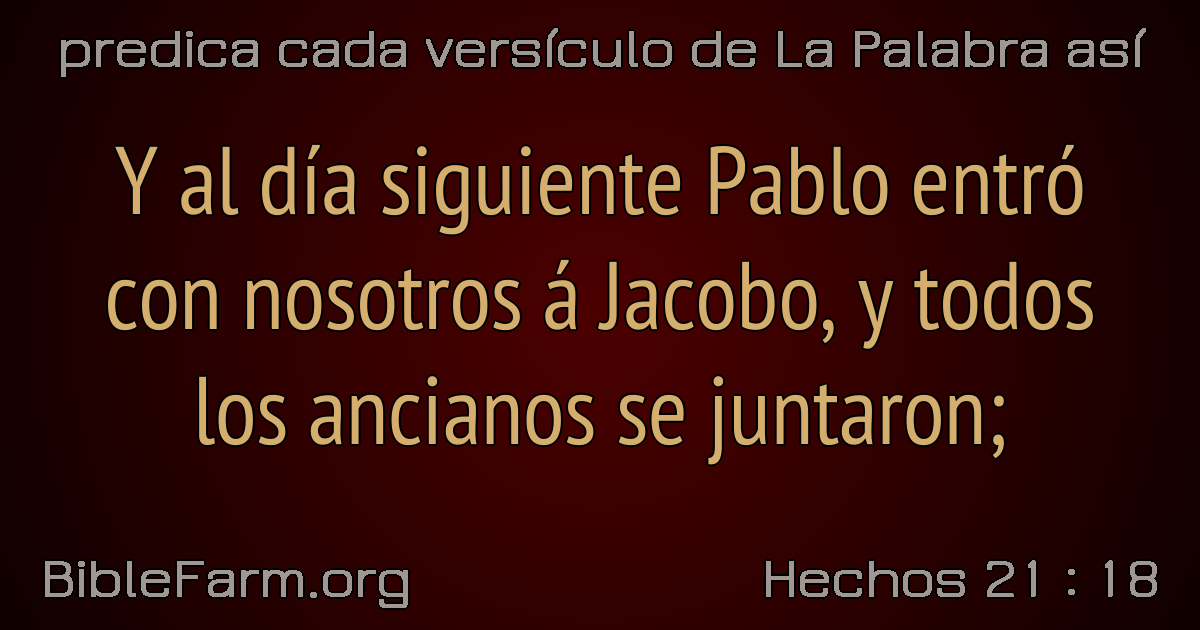 predica cada versículo de La Palabra así
Y al día siguiente Pablo entró
con nosotros á Jacobo, y todos
los ancianos se juntaron;
BibleFarm.org
Hechos 21 : 18